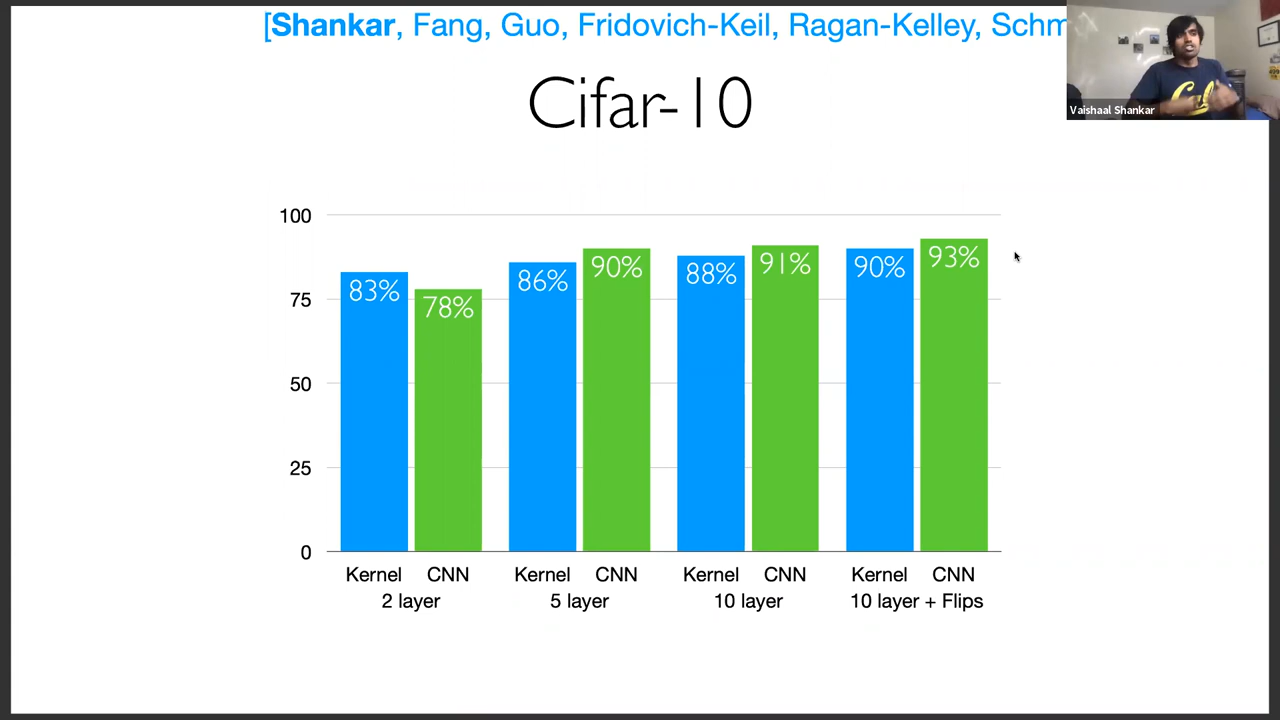 [Shankar, Fang, Guo, Fridovich-Keil, Ragan-Kelley,
Vaishaal Shankar
Cifar-10
100
75
50
25
0
83%
78%
86%
90%
88%
91%
90%
93%
Kernel CNN Kernel CNN Kernel CNN Kernel CNN
2 layer 5 layer 10 layer 10 layer + Flips